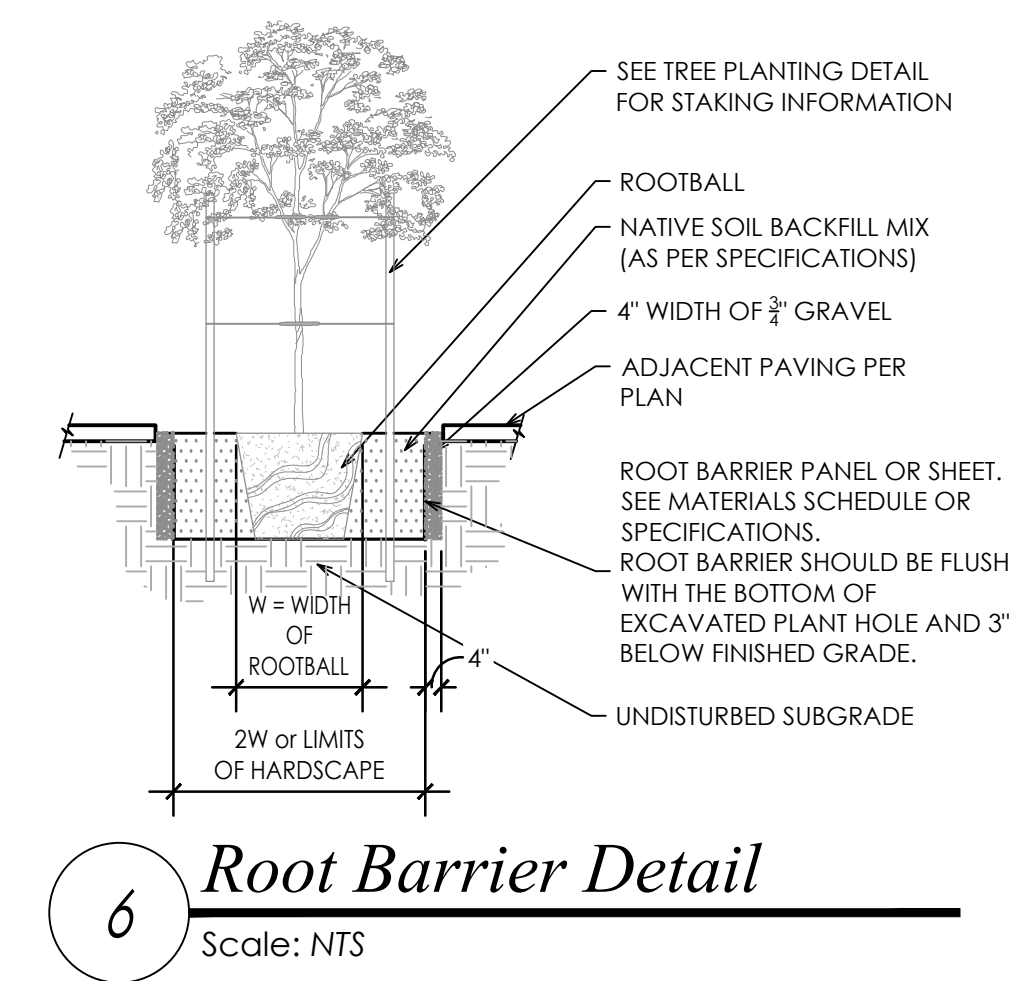 SEE TREE PLANTING DETAIL
FOR STAKING INFORMATION
ROOTBALL
NATIVE SOIL BACKFILL MIX
(AS PER SPECIFICATIONS)
4" WIDTH OF 3/4" GRAVEL
ADJACENT PAVING PER
PLAN
ROOT BARRIER PANEL OR SHEET.
SEE MATERIALS SCHEDULE OR
SPECIFICATIONS.
ROOT BARRIER SHOULD BE FLUSH
WITH THE BOTTOM OF
EXCAVATED PLANT HOLE AND 3"
BELOW FINISHED GRADE.
UNDISTURBED SUBGRADE
W = WIDTH
OF
ROOTBALL
4"
2W or LIMITS
OF HARDSCAPE
6
Root Barrier Detail
Scale: NTS